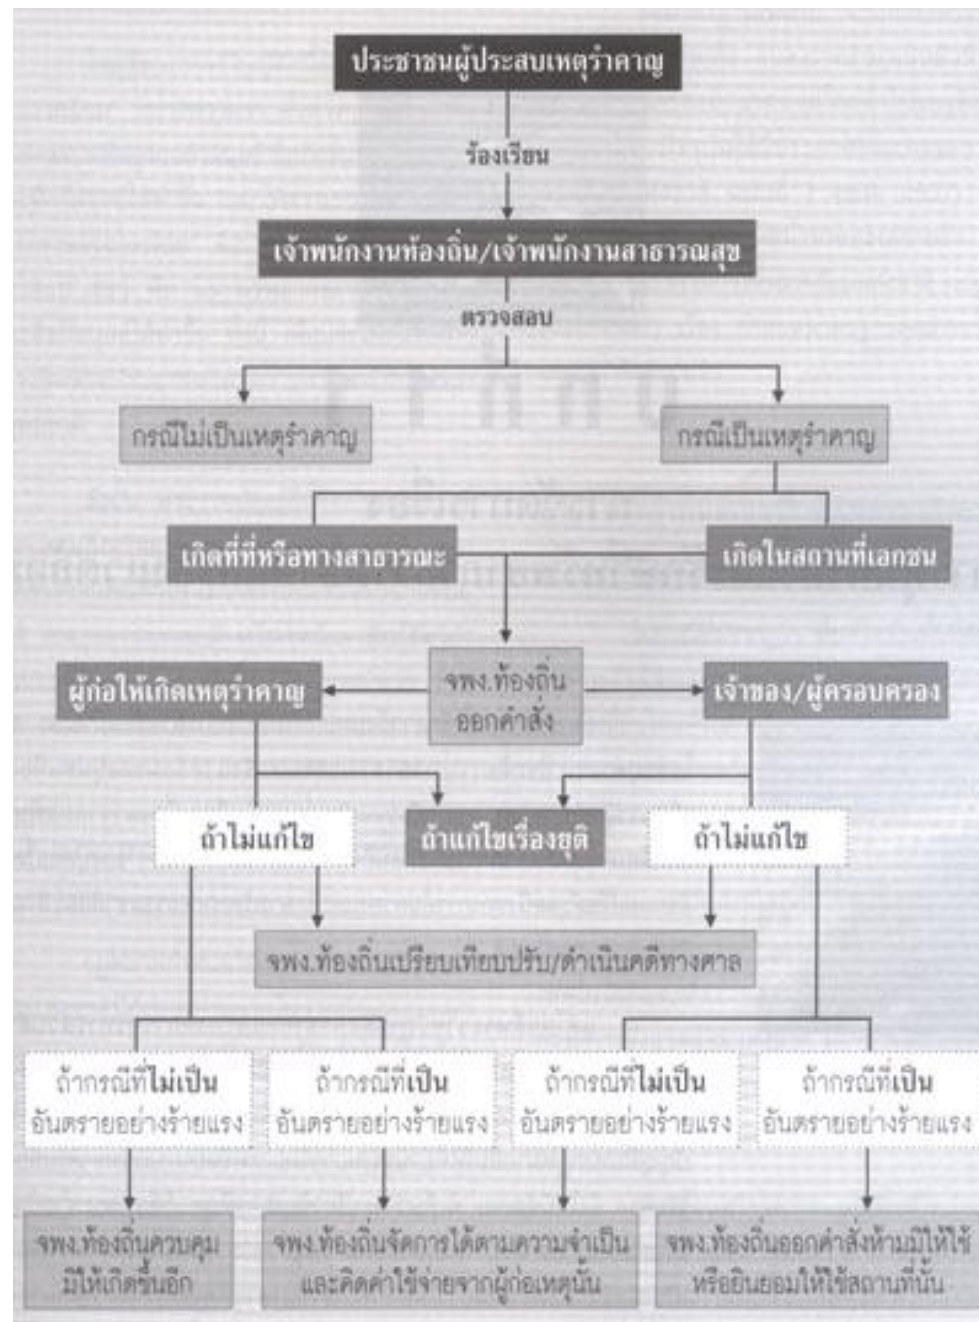 ประชาชนผู้ประสบเหตุรำคาญ
ร้องเรียน
เจ้าพนักงานท้องถิ่น/เจ้าพนักงานสาธารณสุข
ตรวจสอบ
กรณีไม่เป็นเหตุรำคาญ
กรณีเป็นเหตุรำคาญ
เกิดที่ที่หรือทางสาธารณะ
เกิดในสถานที่เอกชน
ผู้ก่อให้เกิดเหตุรำคาญ
จพง.ท้องถิ่น
ออกคำสั่ง
เจ้าของ/ผู้ครอบครอง
ถ้าไม่แก้ไข
ถ้าแก้ไขเรื่องยุติ
ถ้าไม่แก้ไข
จพง.ท้องถิ่นเปรียบเทียบปรับ/ดำเนินคดีทางศาล
ถ้ากรณีที่ไม่เป็น
อันตรายอย่างร้ายแรง
ถ้ากรณีที่เป็น
อันตรายอย่างร้ายแรง
ถ้ากรณีที่ไม่เป็น
อันตรายอย่างร้ายแรง
ถ้ากรณีที่เป็น
อันตรายอย่างร้ายแรง
จพง.ท้องถิ่นควบคุม
มิให้เกิดขึ้นอีก
จพง.ท้องถิ่นจัดการได้ตามความจำเป็น
และคิดค่าใช้จ่ายจากผู้ก่อเหตุนั้น
จพง.ท้องถิ่นออกคำสั่งห้ามมิให้ใช้
หรือยินยอมให้ใช้สถานที่นั้น